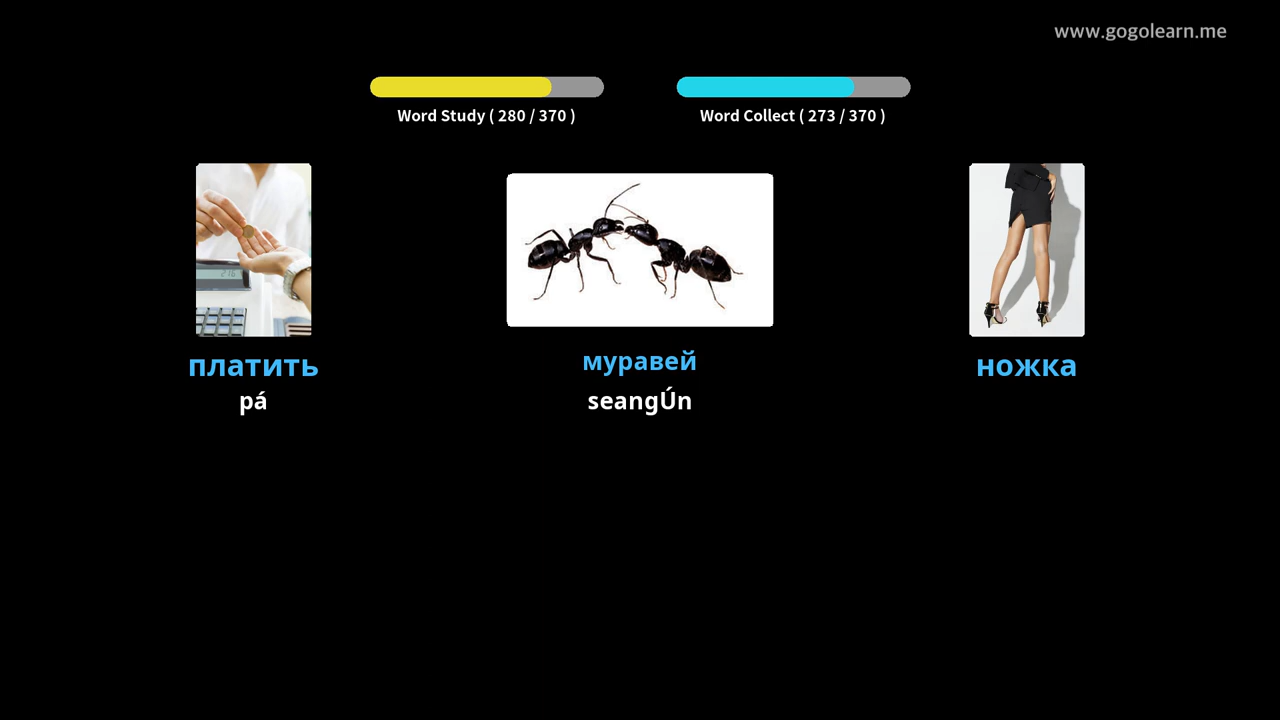 www.gogolearn.me
Word Study ( 280 / 370 )
Word Collect ( 273 / 370 )
платить
pá
муравей
seangÚn
ножка